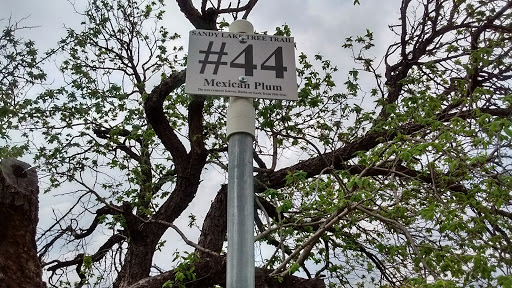 SANDY LAKE TREE TRAIL
#44
Mexican Plum